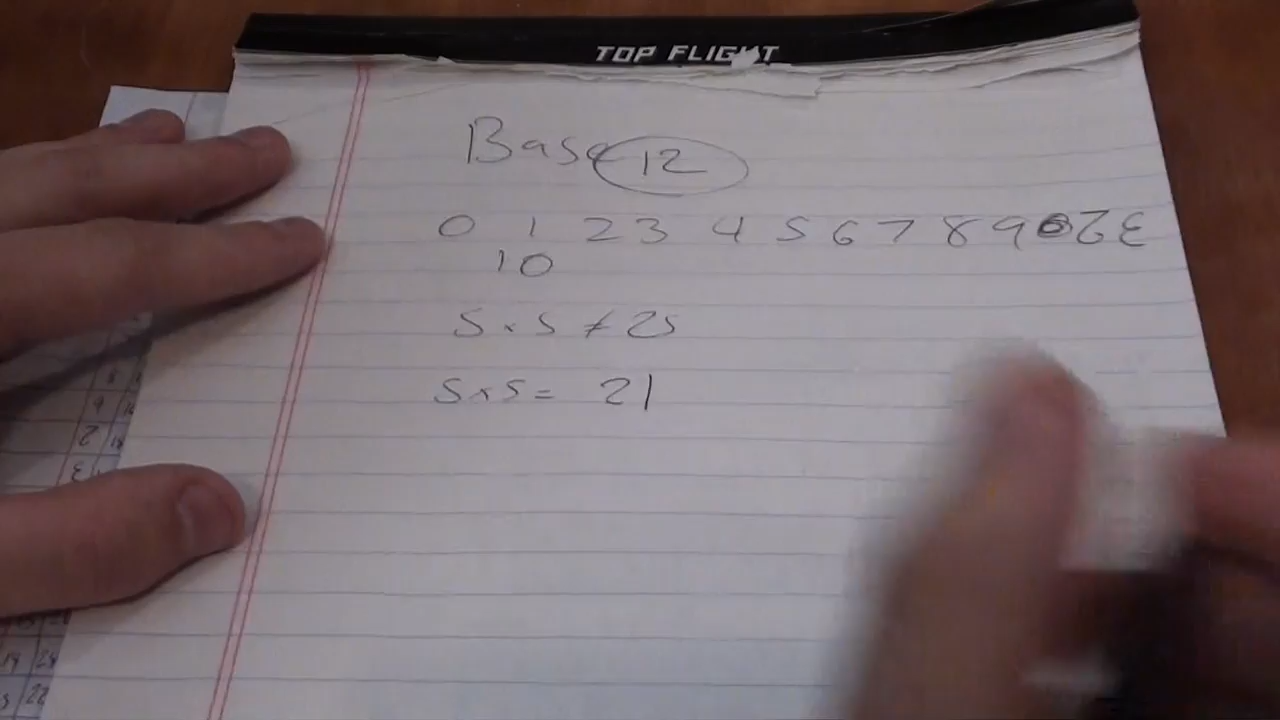 TOP FLIGHT
Base 12
0 1 2 3 4 5 6 7 8 9 ↊ ↋
10
5 × 5 ≠ 25
5 × 5 = 21